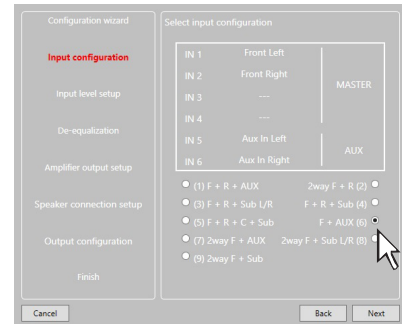 Configuration wizard
Input configuration
Input level setup
De-equalization
Amplifier output setup
Speaker connection setup
Output configuration
Finish
Select input configuration
IN 1 Front Left
IN 2 Front Right
IN 3 ---
IN 4 ---
MASTER
IN 5 Aux In Left
IN 6 Aux In Right
AUX
(1) F + R + AUX 2way F + R (2)
(3) F + R + Sub L/R F + R + Sub (4)
(5) F + R + C + Sub F + AUX (6)
(7) 2way F + AUX 2way F + Sub L/R (8)
(9) 2way F + Sub
Cancel Back Next